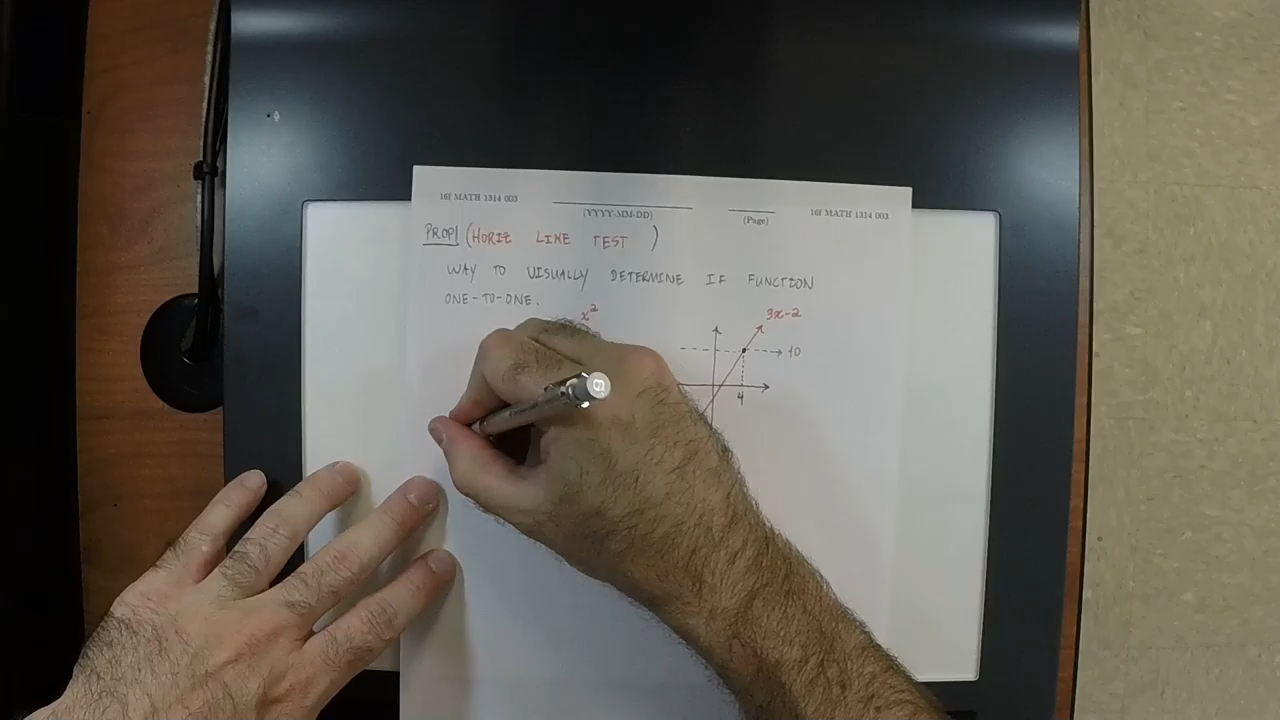 16f MATH 1314 003 (YYYY-MM-DD) (Page) 16f MATH 1314 003
PROP (HORIZ LINE TEST )
WAY TO VISUALLY DETERMINE IF FUNCTION
ONE-TO-ONE.
x²
3x-2
10
4